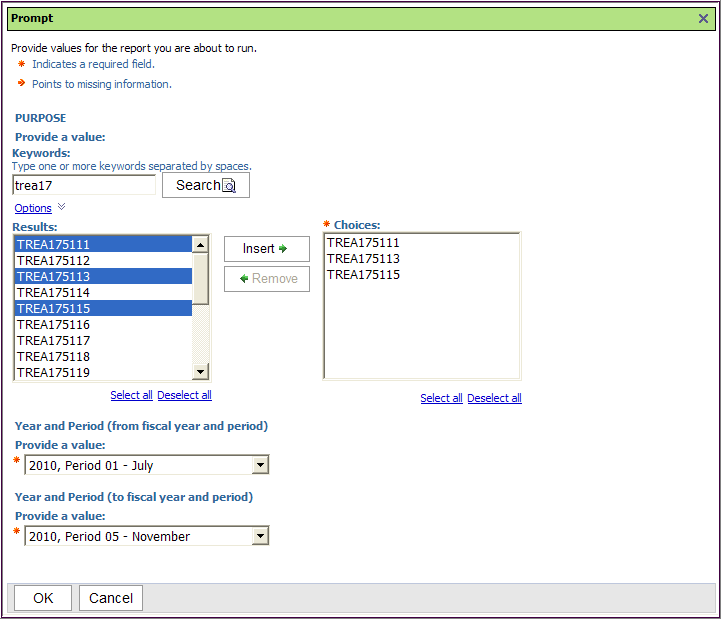 Prompt
Provide values for the report you are about to run.
* Indicates a required field.
Points to missing information.
PURPOSE
Provide a value:
Keywords:
Type one or more keywords separated by spaces.
trea17
Search
Options
Results:
TREA175111
TREA175112
TREA175113
TREA175114
TREA175115
TREA175116
TREA175117
TREA175118
TREA175119
Select all Deselect all
Insert
Remove
* Choices:
TREA175111
TREA175113
TREA175115
Select all Deselect all
Year and Period (from fiscal year and period)
Provide a value:
* 2010, Period 01 - July
Year and Period (to fiscal year and period)
Provide a value:
* 2010, Period 05 - November
OK Cancel